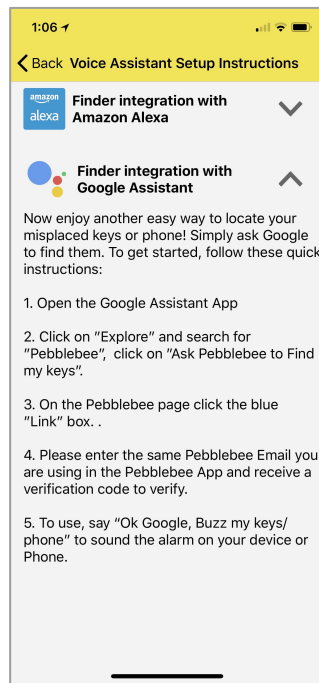 1:06
Back Voice Assistant Setup Instructions
amazon
alexa
Finder integration with
Amazon Alexa
Finder integration with
Google Assistant
Now enjoy another easy way to locate your
misplaced keys or phone! Simply ask Google
to find them. To get started, follow these quick
instructions:
1. Open the Google Assistant App
2. Click on "Explore" and search for
"Pebblebee",  click on "Ask Pebblebee to Find
my keys".
3. On the Pebblebee page click the blue
"Link" box. .
4. Please enter the same Pebblebee Email you
are using in the Pebblebee App and receive a
verification code to verify.
5. To use, say "Ok Google, Buzz my keys/
phone" to sound the alarm on your device or
Phone.